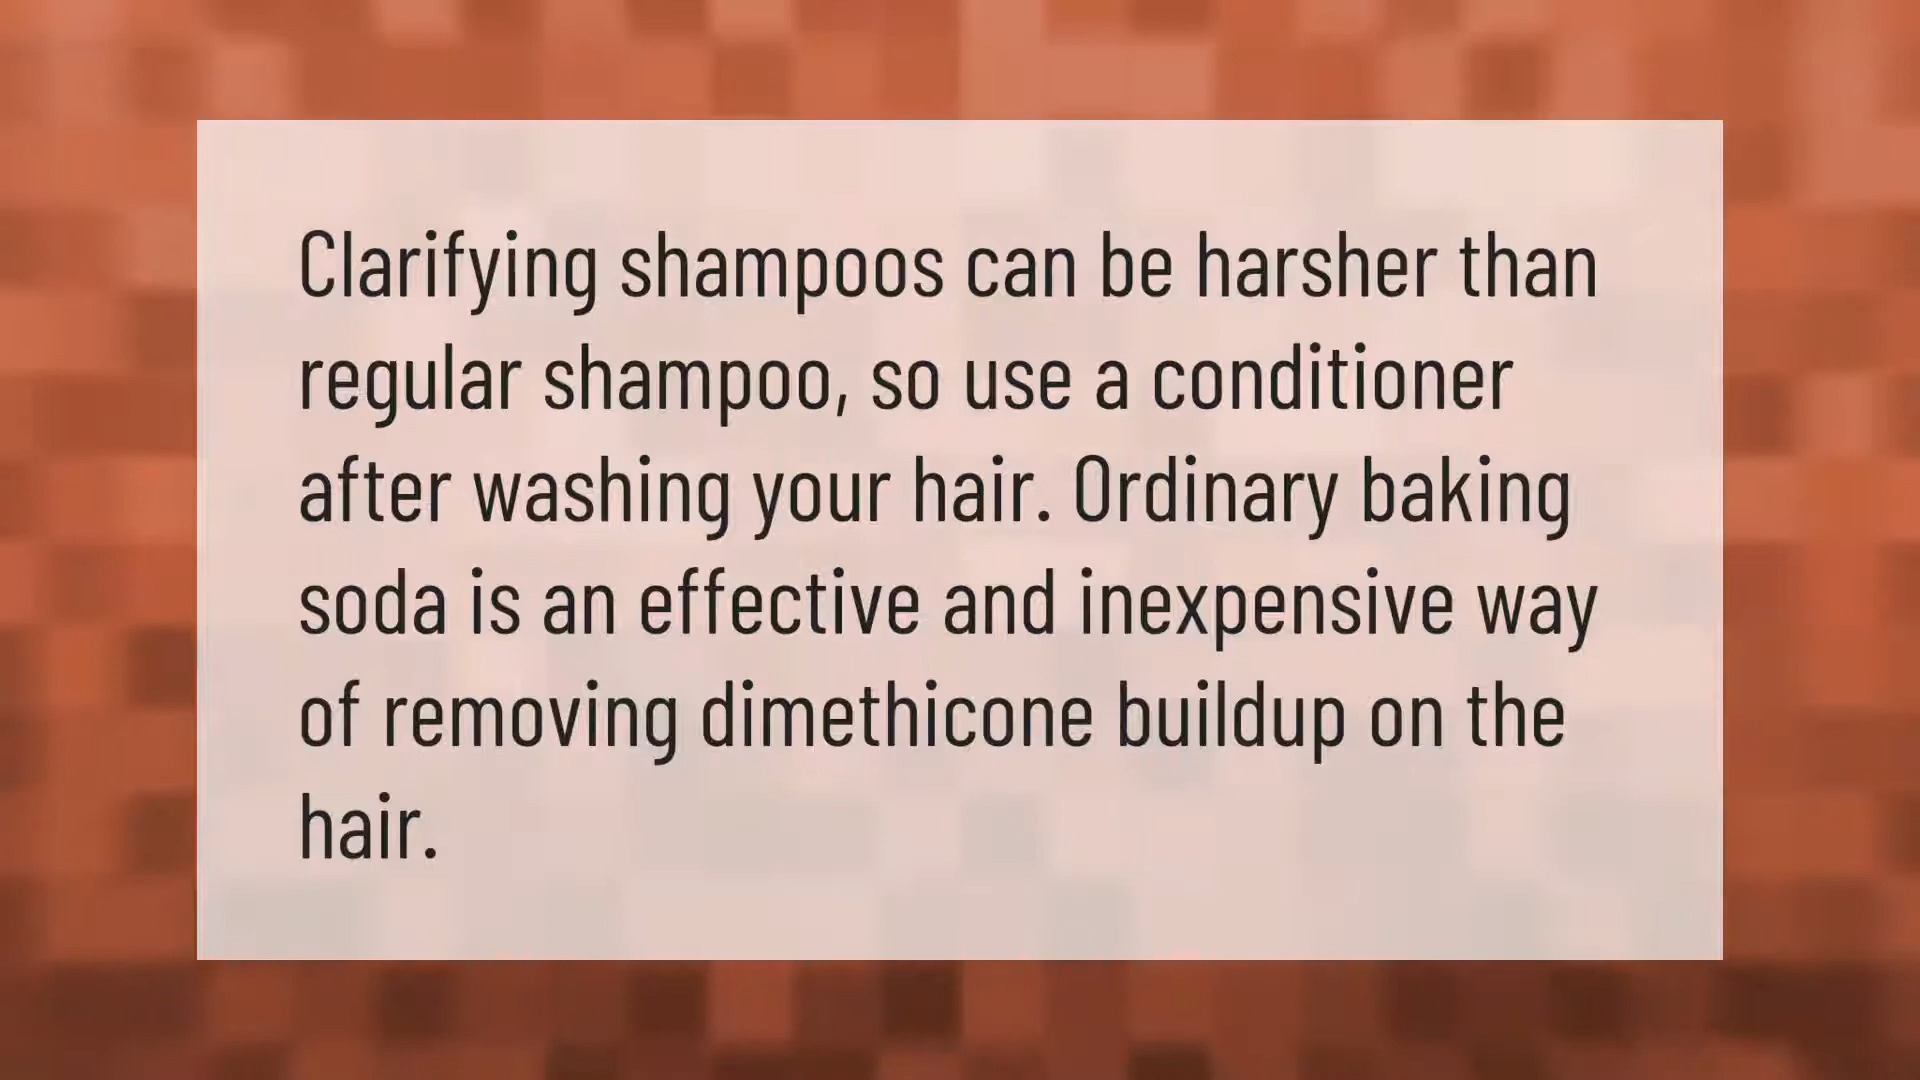 Clarifying shampoos can be harsher than
regular shampoo, so use a conditioner
after washing your hair. Ordinary baking
soda is an effective and inexpensive way
of removing dimethicone buildup on the
hair.